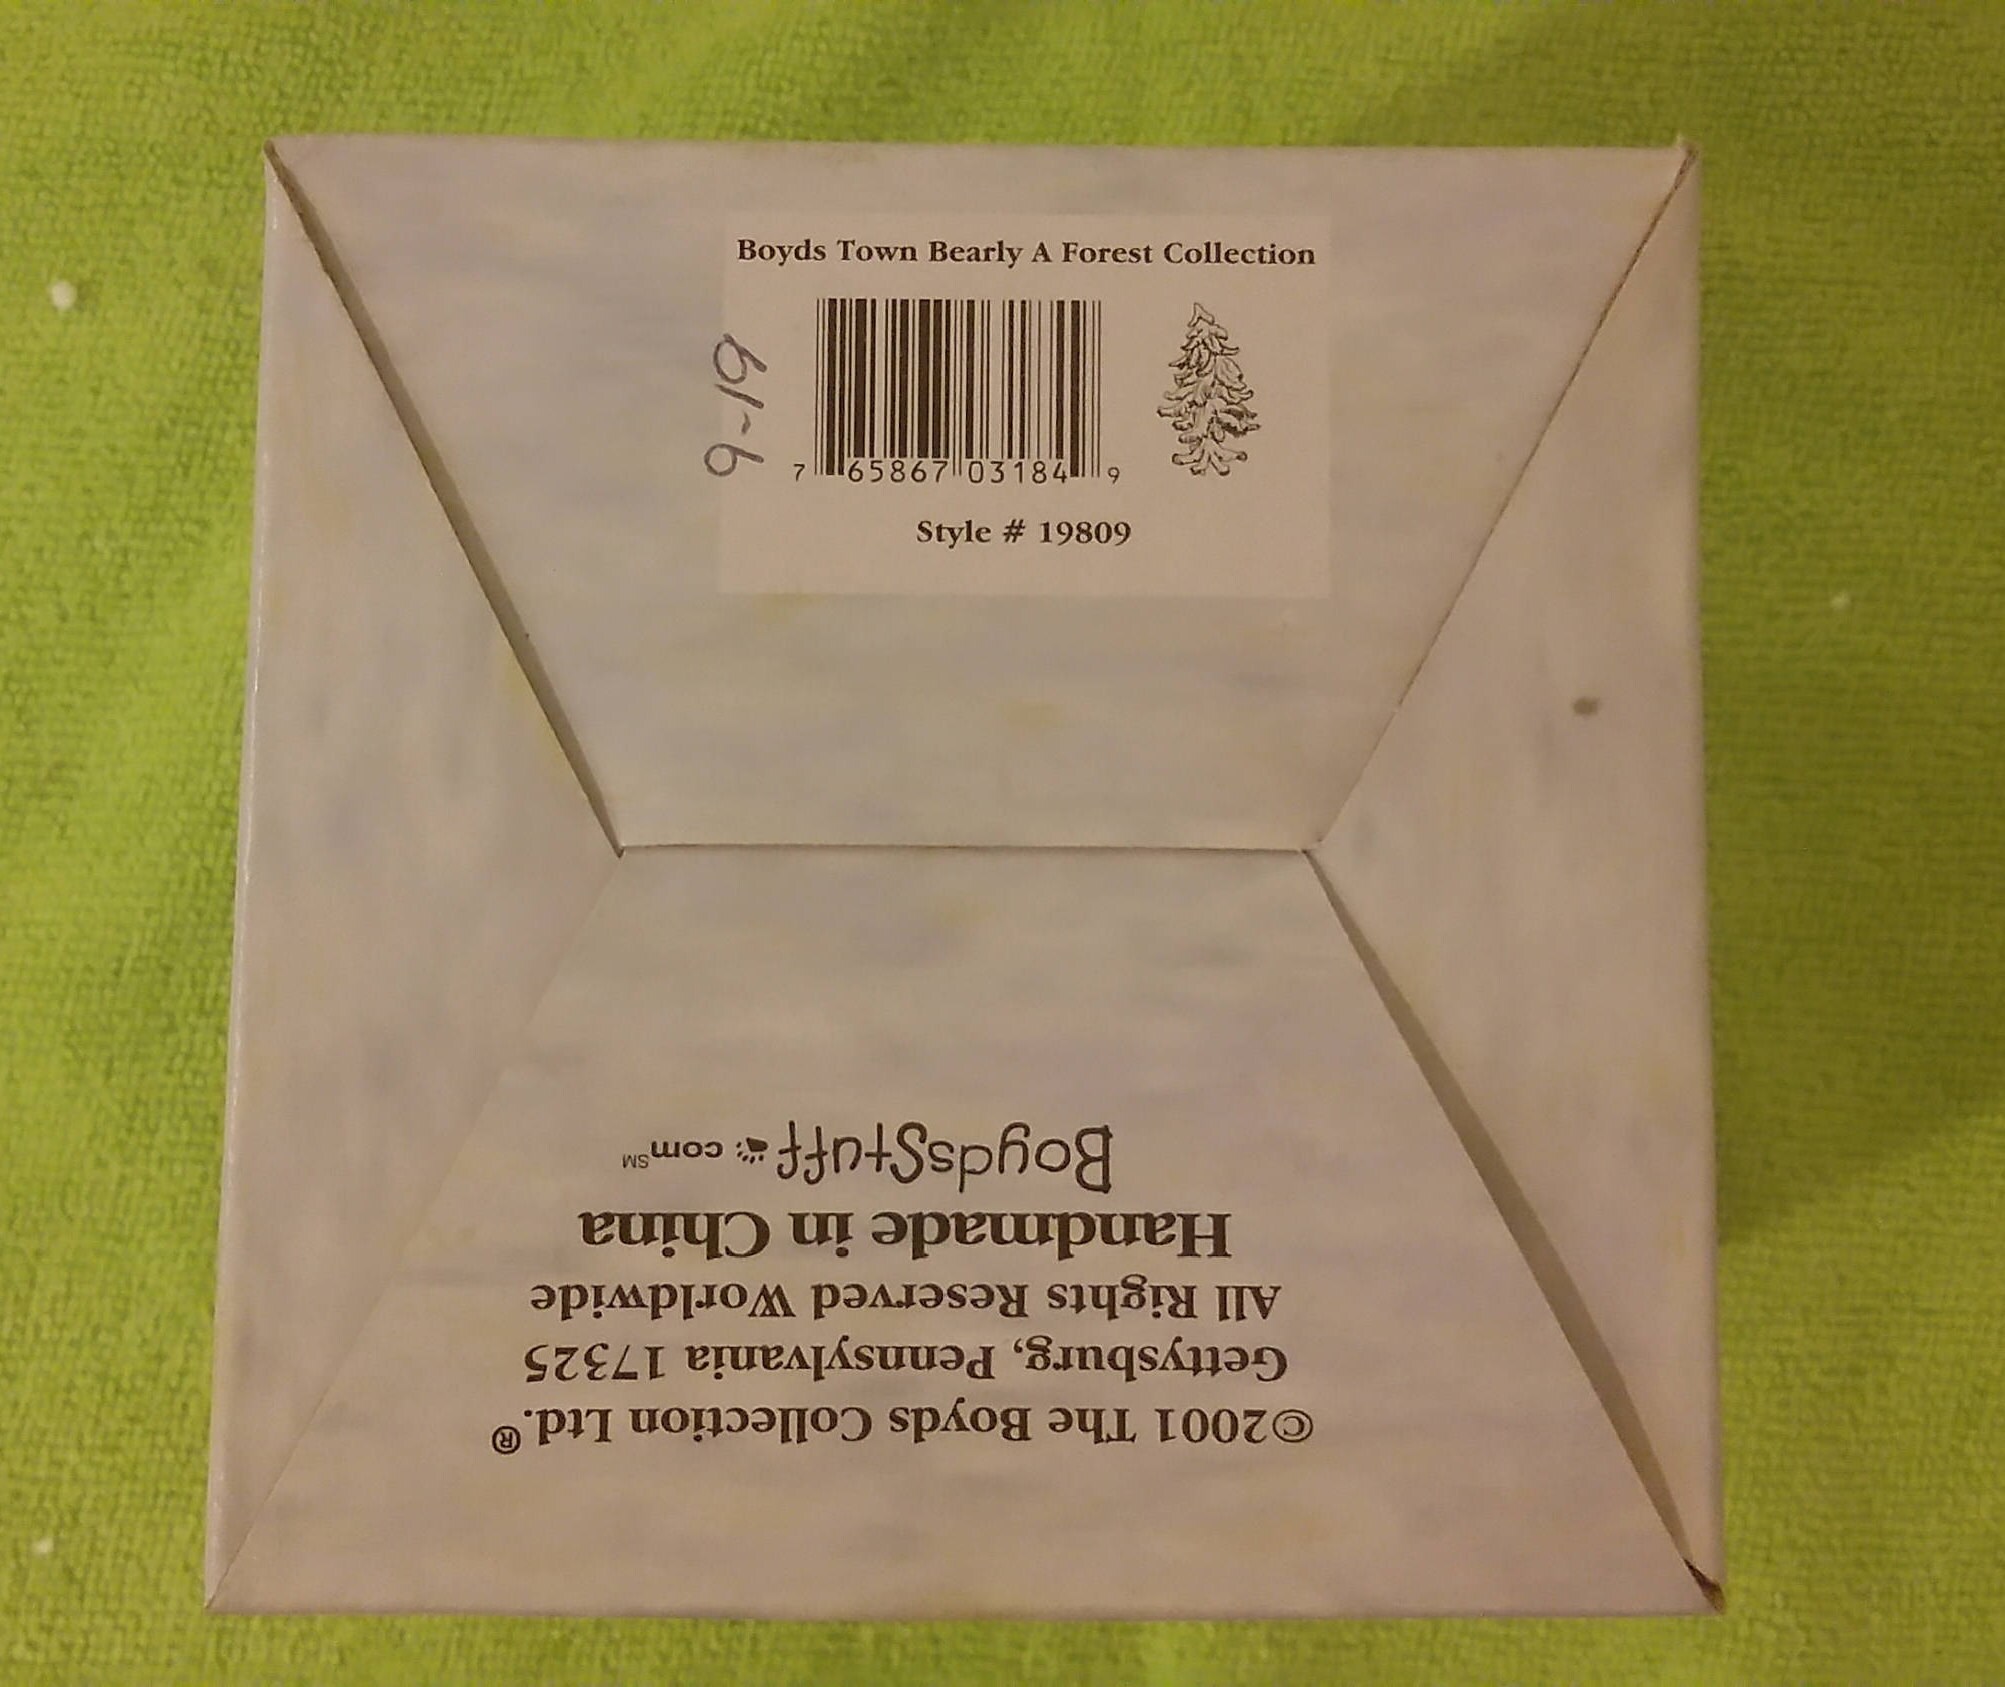 Boyds Town Bearly A Forest Collection
9-19
7 65867 03184 9
Style # 19809
©2001 The Boyds Collection Ltd.®
Gettysburg, Pennsylvania 17325
All Rights Reserved Worldwide
Handmade in China
BoydsStuff.com℠